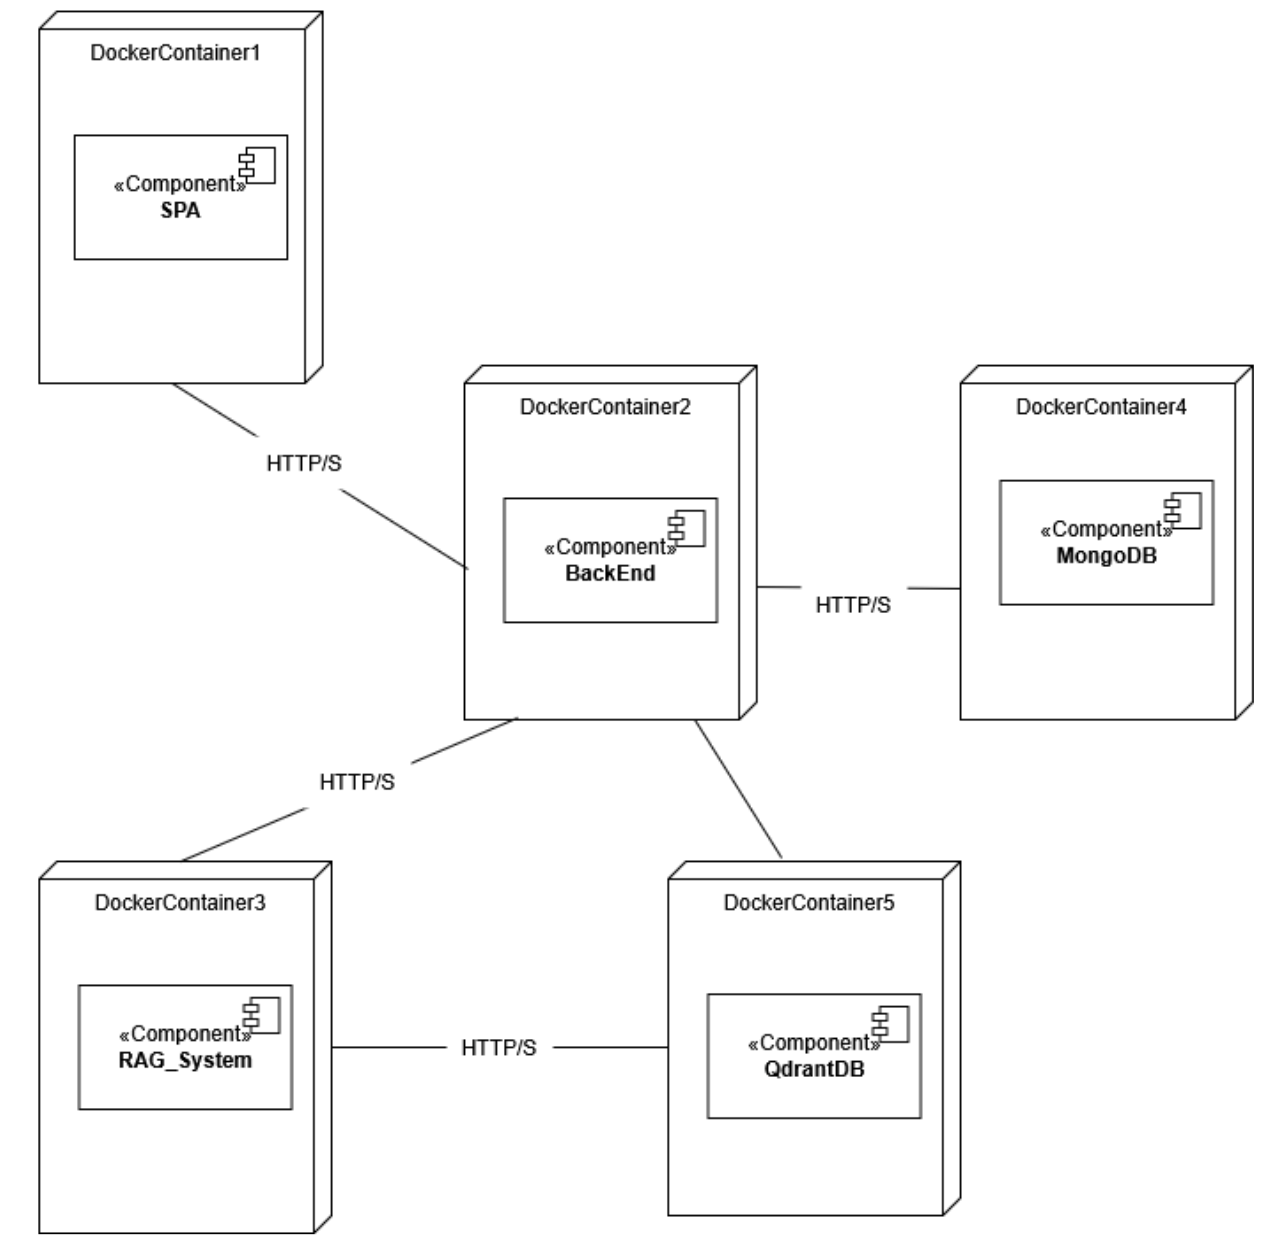 DockerContainer1
«Component»
SPA
HTTP/S
DockerContainer2
«Component»
BackEnd
HTTP/S
DockerContainer4
«Component»
MongoDB
HTTP/S
DockerContainer3
«Component»
RAG_System
HTTP/S
DockerContainer5
«Component»
QdrantDB